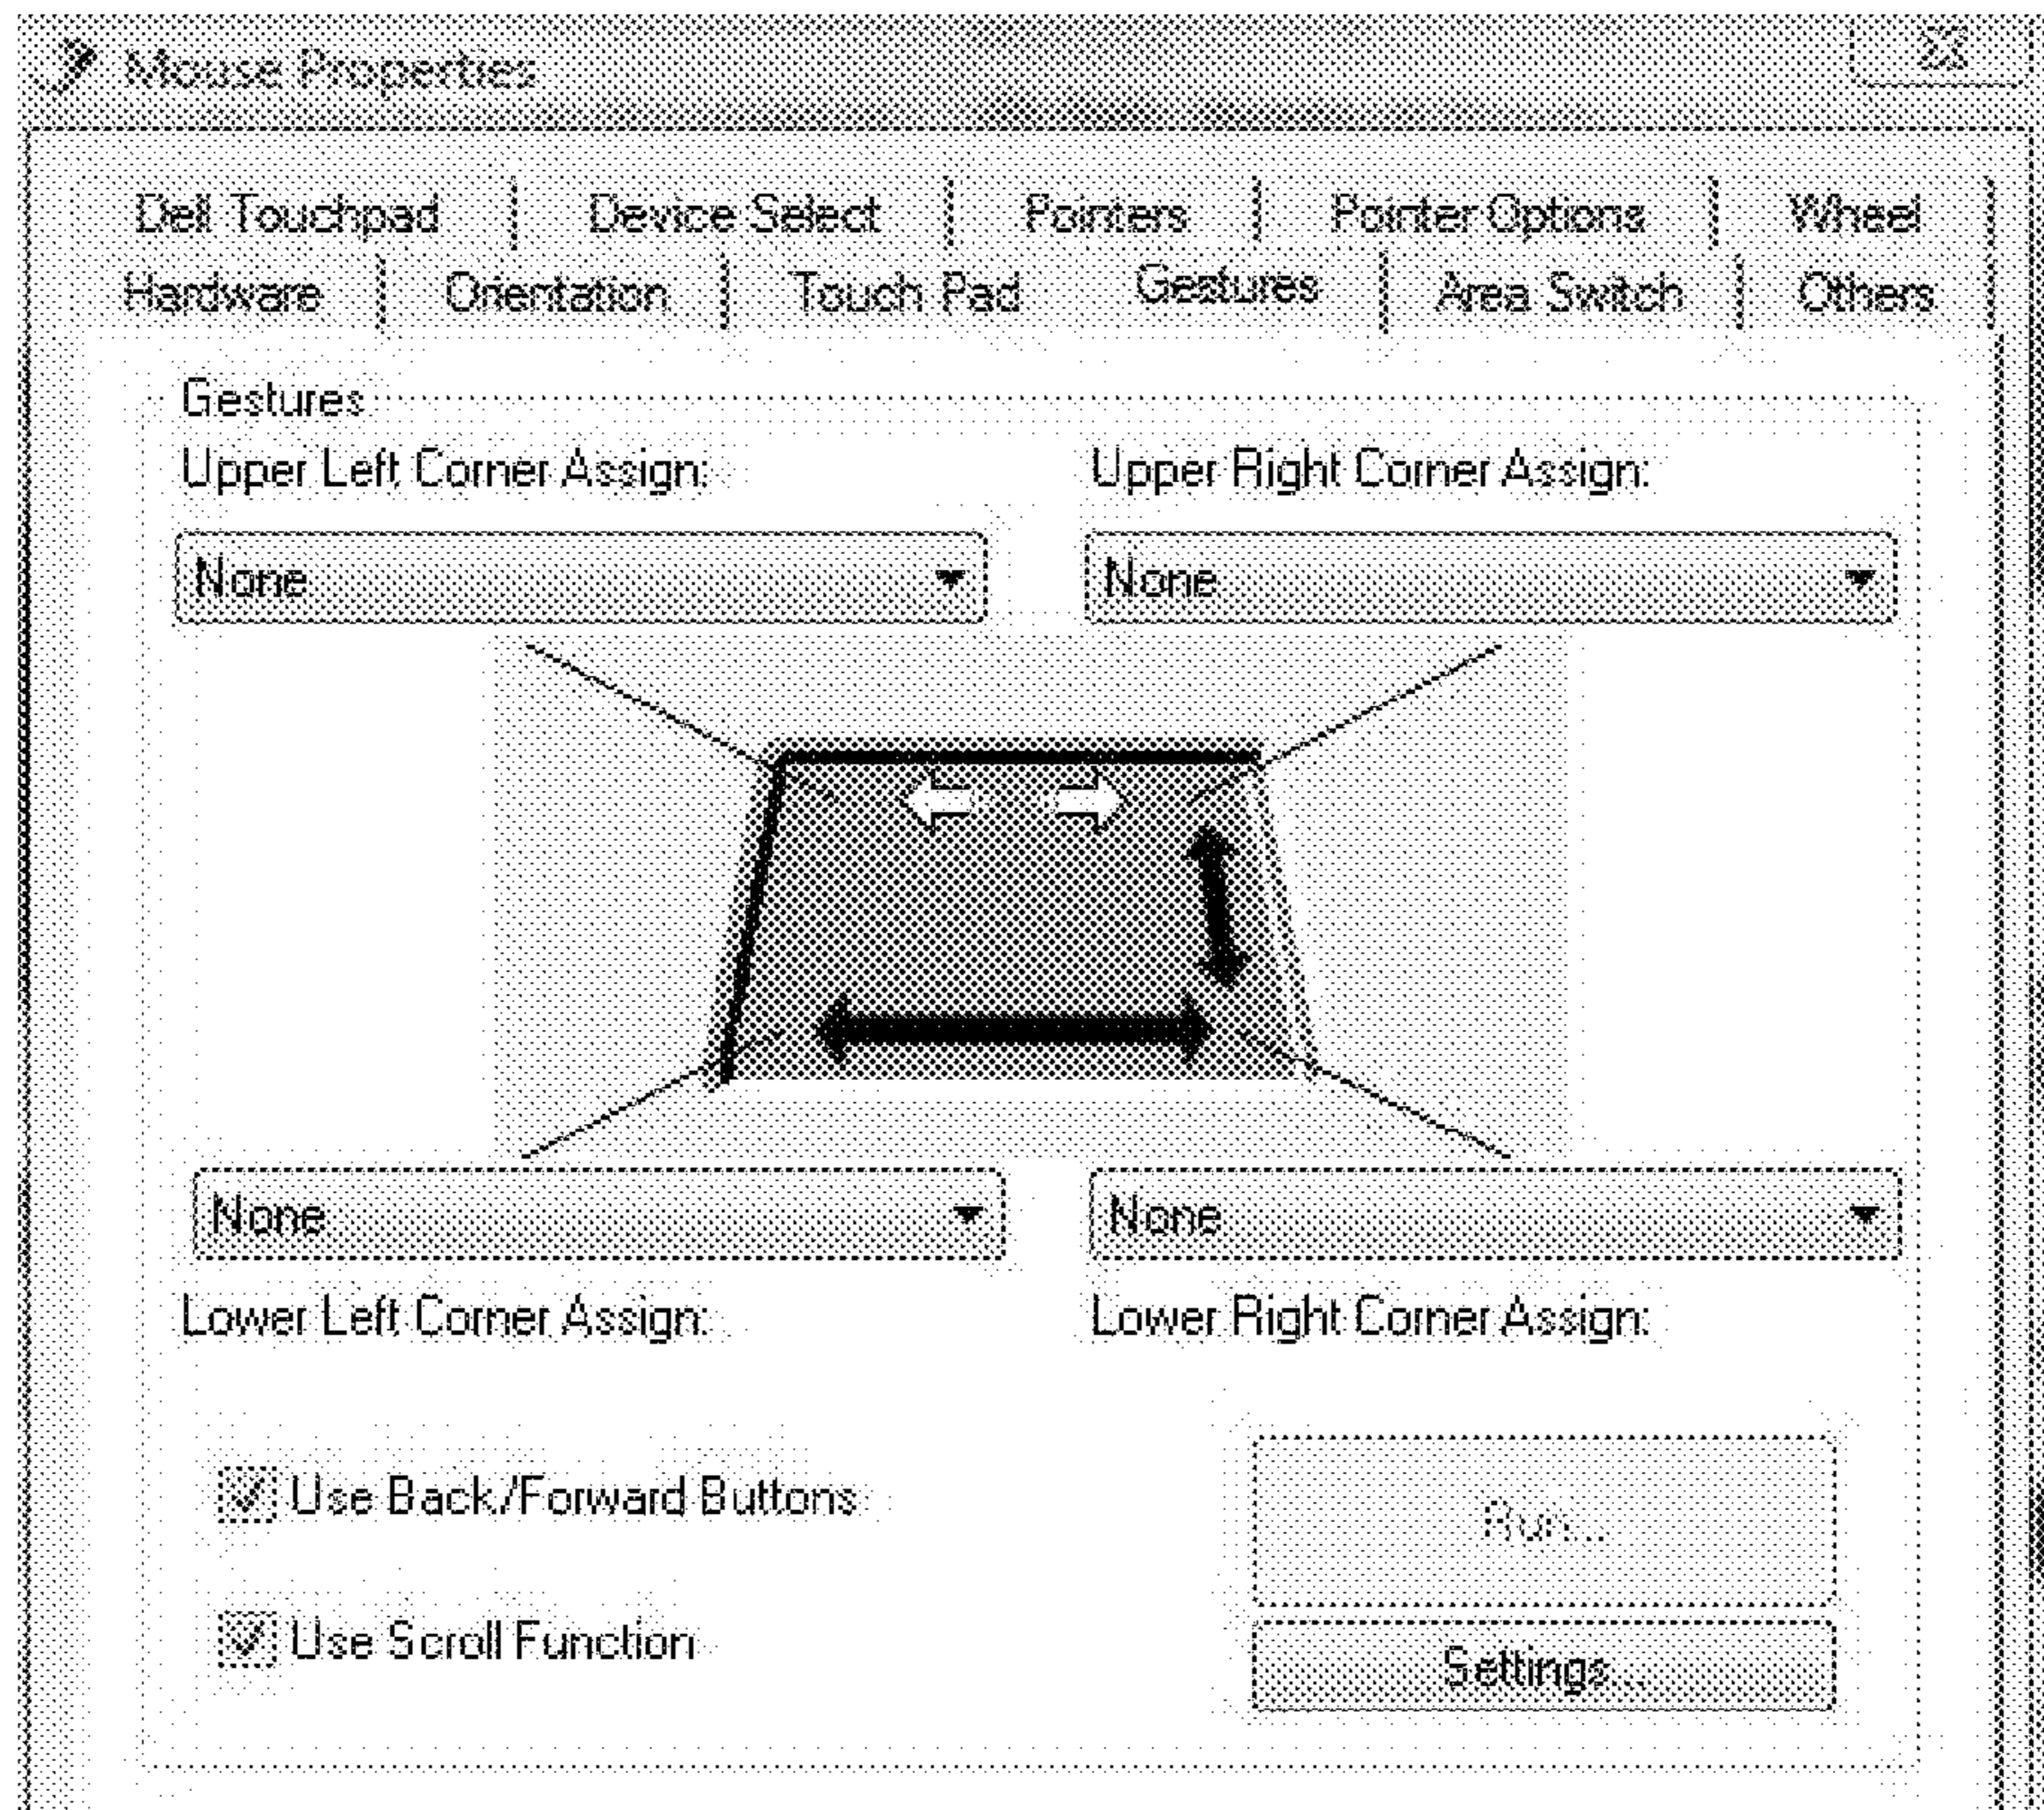 Mouse Properties
Dell Touchpad Device Select Pointers Pointer Options Wheel
Hardware Orientation Touch Pad Gestures Area Switch Others
Gestures
Upper Left Corner Assign: Upper Right Corner Assign:
None None
None None
Lower Left Corner Assign: Lower Right Corner Assign:
Use Back/Forward Buttons
Run...
Use Scroll Function
Settings...